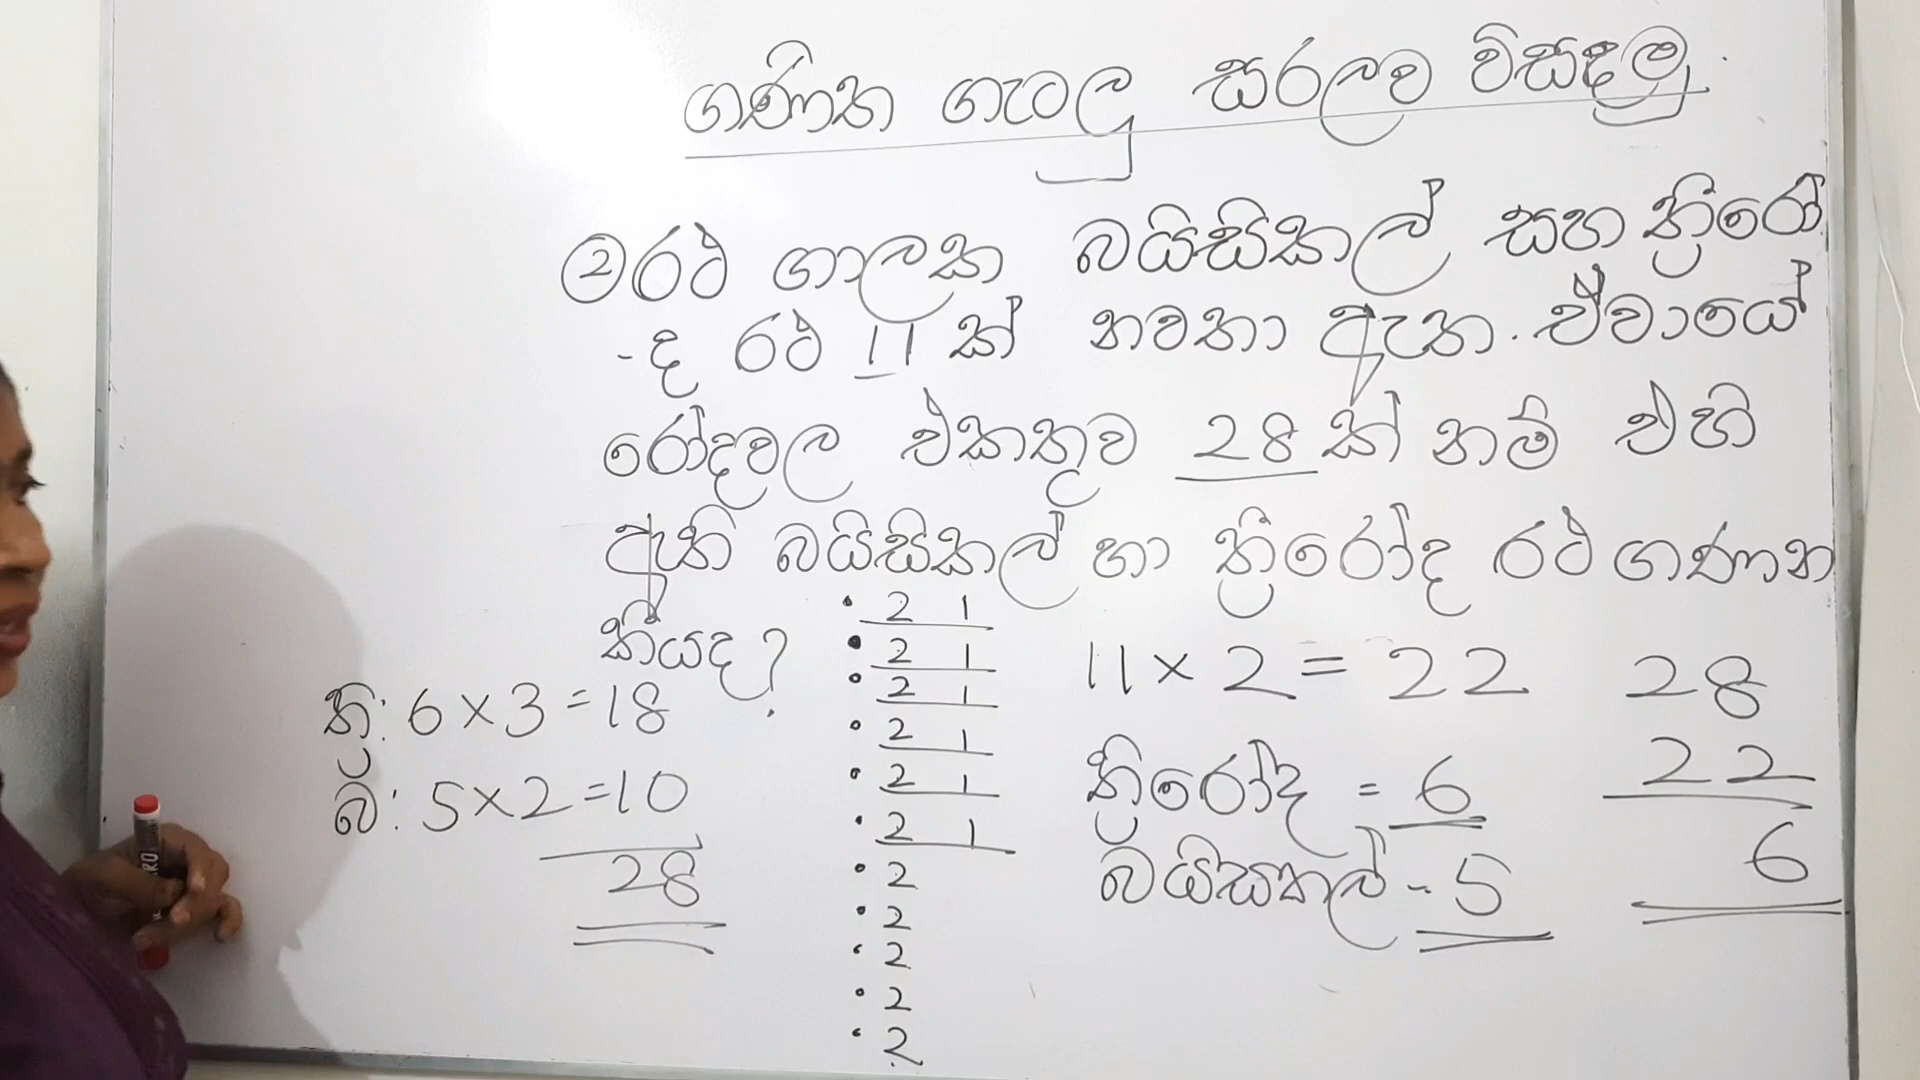 ගණිත ගැටලු සරලව විසඳමු.
② රථ ගාලක බයිසිකල් සහ ත්‍රිරෝ
-ද රථ 11 ක් නවතා ඇත. ඒවායේ
රෝදවල එකතුව 28 ක් නම් එහි
ඇති බයිසිකල් හා ත්‍රිරෝද රථ ගණන
කීයද?
ත්‍රි: 6 × 3 = 18
බ: 5 × 2 = 10
28
• 2 1
• 2 1
• 2 1
• 2 1
• 2 1
• 2 1
• 2
• 2
• 2
• 2
• 2
11 × 2 = 22
ත්‍රිරෝද = 6
බයිසිකල් - 5
28
22
6